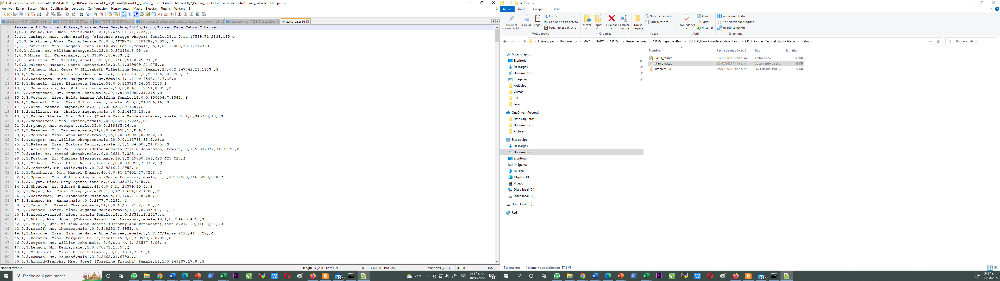 C:\Users\ecamacho\Documents\2022\UADY\CD_22B\Presentaciones\CD_02_RepasoPython\CD_2_Python_CasoDeEstudio-Titanic\CD_2_Pandas_CasoDeEstudio-Titanic\datos\titanic_datos.txt - Notepad++
Archivo Editar Buscar Vista Codificación Lenguaje Configuración Herramientas Macro Ejecutar Plugins Ventana ? X
agriculture-v10-i01_20220718.bib S1537511021000374.bib S1751731121000549.bib Comparison-of-mathematical-models-to-estimate-live-weight-th.bib micromachines-1783246 for proof log titanic_datos.txt
1 PassengerId,Survived,Pclass,Surname,Name,Sex,Age,SibSp,Parch,Ticket,Fare,Cabin,Embarked
2 1,0,3,Braund, Mr. Owen Harris,male,22,1,0,A/5 21171,7.25,,S
3 2,1,1,Cumings, Mrs. John Bradley (Florence Briggs Thayer),female,38,1,0,PC 17599,71.2833,C85,C
4 3,1,3,Heikkinen, Miss. Laina,female,26,0,0,STON/O2. 3101282,7.925,,S
5 4,1,1,Futrelle, Mrs. Jacques Heath (Lily May Peel),female,35,1,0,113803,53.1,C123,S
6 5,0,3,Allen, Mr. William Henry,male,35,0,0,373450,8.05,,S
7 6,0,3,Moran, Mr. James,male,,0,0,330877,8.4583,,Q
8 7,0,1,McCarthy, Mr. Timothy J,male,54,0,0,17463,51.8625,E46,S
9 8,0,3,Palsson, Master. Gosta Leonard,male,2,3,1,349909,21.075,,S
10 9,1,3,Johnson, Mrs. Oscar W (Elisabeth Vilhelmina Berg),female,27,0,2,347742,11.1333,,S
11 10,1,2,Nasser, Mrs. Nicholas (Adele Achem),female,14,1,0,237736,30.0708,,C
12 11,1,3,Sandstrom, Miss. Marguerite Rut,female,4,1,1,PP 9549,16.7,G6,S
13 12,1,1,Bonnell, Miss. Elizabeth,female,58,0,0,113783,26.55,C103,S
14 13,0,3,Saundercock, Mr. William Henry,male,20,0,0,A/5. 2151,8.05,,S
15 14,0,3,Andersson, Mr. Anders Johan,male,39,1,5,347082,31.275,,S
16 15,0,3,Vestrom, Miss. Hulda Amanda Adolfina,female,14,0,0,350406,7.8542,,S
17 16,1,2,Hewlett, Mrs. (Mary D Kingcome) ,female,55,0,0,248706,16,,S
18 17,0,3,Rice, Master. Eugene,male,2,4,1,382652,29.125,,Q
19 18,1,2,Williams, Mr. Charles Eugene,male,,0,0,244373,13,,S
20 19,0,3,Vander Planke, Mrs. Julius (Emelia Maria Vandemoortele),female,31,1,0,345763,18,,S
21 20,1,3,Masselmani, Mrs. Fatima,female,,0,0,2649,7.225,,C
22 21,0,2,Fynney, Mr. Joseph J,male,35,0,0,239865,26,,S
23 22,1,2,Beesley, Mr. Lawrence,male,34,0,0,248698,13,D56,S
24 23,1,3,McGowan, Miss. Anna Annie,female,15,0,0,330923,8.0292,,Q
25 24,1,1,Sloper, Mr. William Thompson,male,28,0,0,113788,35.5,A6,S
26 25,0,3,Palsson, Miss. Torborg Danira,female,8,3,1,349909,21.075,,S
27 26,1,3,Asplund, Mrs. Carl Oscar (Selma Augusta Emilia Johansson),female,38,1,5,347077,31.3875,,S
28 27,0,3,Emir, Mr. Farred Chehab,male,,0,0,2631,7.225,,C
29 28,0,1,Fortune, Mr. Charles Alexander,male,19,3,2,19950,263,C23 C25 C27,S
30 29,1,3,O'Dwyer, Miss. Ellen Nellie,female,,0,0,330959,7.8792,,Q
31 30,0,3,Todoroff, Mr. Lalio,male,,0,0,349216,7.8958,,S
32 31,0,1,Uruchurtu, Don. Manuel E,male,40,0,0,PC 17601,27.7208,,C
33 32,1,1,Spencer, Mrs. William Augustus (Marie Eugenie),female,,1,0,PC 17569,146.5208,B78,C
34 33,1,3,Glynn, Miss. Mary Agatha,female,,0,0,335677,7.75,,Q
35 34,0,2,Wheadon, Mr. Edward H,male,66,0,0,C.A. 24579,10.5,,S
36 35,0,1,Meyer, Mr. Edgar Joseph,male,28,1,0,PC 17604,82.1708,,C
37 36,0,1,Holverson, Mr. Alexander Oskar,male,42,1,0,113789,52,,S
38 37,1,3,Mamee, Mr. Hanna,male,,0,0,2677,7.2292,,C
39 38,0,3,Cann, Mr. Ernest Charles,male,21,0,0,A./5. 2152,8.05,,S
40 39,0,3,Vander Planke, Miss. Augusta Maria,female,18,2,0,345764,18,,S
41 40,1,3,Nicola-Yarred, Miss. Jamila,female,14,1,0,2651,11.2417,,C
42 41,0,3,Ahlin, Mrs. Johan (Johanna Persdotter Larsson),female,40,1,0,7546,9.475,,S
43 42,0,2,Turpin, Mrs. William John Robert (Dorothy Ann Wonnacott),female,27,1,0,11668,21,,S
44 43,0,3,Kraeff, Mr. Theodor,male,,0,0,349253,7.8958,,C
45 44,1,2,Laroche, Miss. Simonne Marie Anne Andree,female,3,1,2,SC/Paris 2123,41.5792,,C
46 45,1,3,Devaney, Miss. Margaret Delia,female,19,0,0,330958,7.8792,,Q
47 46,0,3,Rogers, Mr. William John,male,,0,0,S.C./A.4. 23567,8.05,,S
48 47,0,3,Lennon, Mr. Denis,male,,1,0,370371,15.5,,Q
49 48,1,3,O'Driscoll, Miss. Bridget,female,,0,0,14311,7.75,,Q
50 49,0,3,Samaan, Mr. Youssef,male,,2,0,2662,21.6792,,C
51 50,0,3,Arnold-Franchi, Mrs. Josef (Josefine Franchi),female,18,1,0,349237,17.8,,S
Normal text file length : 59,208 lines : 893 Ln : 1 Col : 88 Pos : 88 Windows (CR LF) UTF-8 INS
Escribe aquí para buscar 99+ 24°C ESP 06:27 a. m. 18/08/2022 22
datos
Archivo Inicio Compartir Vista
Anclar al acceso rápido Copiar Pegar Cortar Copiar ruta de acceso Pegar acceso directo
Mover a Copiar a Eliminar Cambiar nombre
Nueva carpeta Nuevo elemento Fácil acceso
Propiedades Abrir Editar Historial
Seleccionar todo No seleccionar ninguno Invertir selección
Portapapeles Organizar Nuevo Abrir Seleccionar
Este equipo Documentos 2022 UADY CD_22B Presentaciones CD_02_RepasoPython CD_2_Python_CasoDeEstudio-Titanic CD_2_Pandas_CasoDeEstudio-Titanic datos Buscar en datos
Acceso rápido
Escritorio
Descargas
Documentos
Imágenes
Articulos
Cursos
SNI
Tesis
OneDrive - Personal
Datos adjuntos
Documents
Pictures
Este equipo
Descargas
Documentos
Escritorio
Imágenes
Música
Objetos 3D
Videos
Disco local (C:)
Disco local (D:)
Disco local (D:)
Red
Nombre Fecha de modificación Tipo Tamaño
BACK_titanic 18/12/2019 11:56 p. m. Archivo CSV 60 KB
titanic_datos 30/07/2021 11:46 a. m. Documento de te... 58 KB
TitanicMETA 06/02/2020 08:17 a. m. Foxit Reader PDF ... 77 KB
3 elementos 1 elemento seleccionado 57.8 KB
99+ 06:27 a. m. 18/08/2022